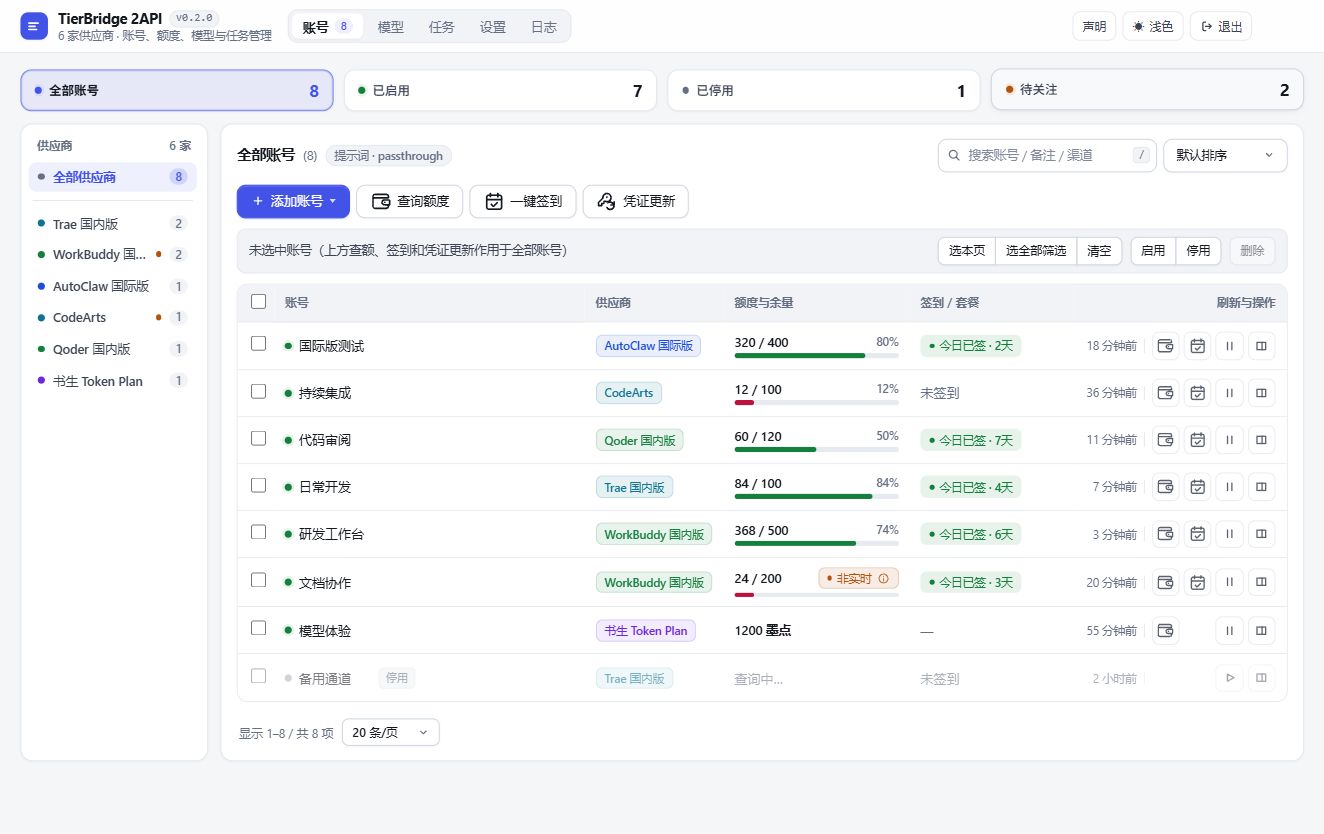 TierBridge 2API v0.2.0
6 家供应商 · 账号、额度、模型与任务管理
账号 8 模型 任务 设置 日志
声明 浅色 退出
全部账号 8
已启用 7
已停用 1
待关注 2
供应商 6 家
全部供应商 8
Trae 国内版 2
WorkBuddy 国... 2
AutoClaw 国际版 1
CodeArts 1
Qoder 国内版 1
书生 Token Plan 1
全部账号 (8) 提示词 · passthrough
搜索账号 / 备注 / 渠道 / 默认排序
+ 添加账号 查询额度 一键签到 凭证更新
未选中账号（上方查额、签到和凭证更新作用于全部账号） 选本页 选全部筛选 清空 启用 停用 删除
账号 供应商 额度与余量 签到 / 套餐 刷新与操作
国际版测试 AutoClaw 国际版 320 / 400 80% 今日已签 · 2天 18 分钟前
持续集成 CodeArts 12 / 100 12% 未签到 36 分钟前
代码审阅 Qoder 国内版 60 / 120 50% 今日已签 · 7天 11 分钟前
日常开发 Trae 国内版 84 / 100 84% 今日已签 · 4天 7 分钟前
研发工作台 WorkBuddy 国内版 368 / 500 74% 今日已签 · 6天 3 分钟前
文档协作 WorkBuddy 国内版 24 / 200 非实时 今日已签 · 3天 20 分钟前
模型体验 书生 Token Plan 1200 墨点 — 55 分钟前
备用通道 停用 Trae 国内版 查询中... 未签到 2 小时前
显示 1–8 / 共 8 项 20 条/页